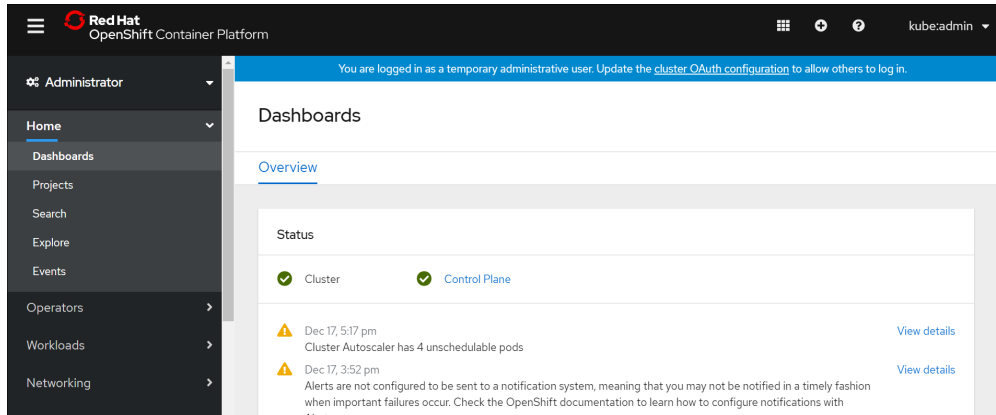 Red Hat
OpenShift Container Platform
kube:admin
Administrator
You are logged in as a temporary administrative user. Update the cluster OAuth configuration to allow others to log in.
Home
Dashboards
Projects
Search
Explore
Events
Operators
Workloads
Networking
Dashboards
Overview
Status
Cluster
Control Plane
Dec 17, 5:17 pm
View details
Cluster Autoscaler has 4 unschedulable pods
Dec 17, 3:52 pm
View details
Alerts are not configured to be sent to a notification system, meaning that you may not be notified in a timely fashion
when important failures occur. Check the OpenShift documentation to learn how to configure notifications with